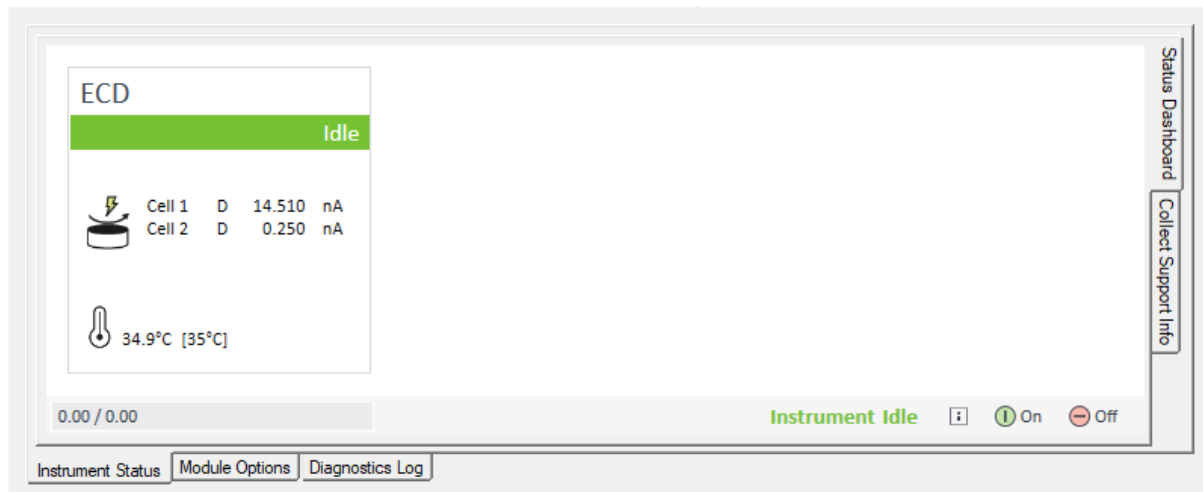 ECD
Idle
Cell 1 D 14.510 nA
Cell 2 D 0.250 nA
34.9°C [35°C]
0.00 / 0.00
Instrument Idle i On Off
Status Dashboard
Collect Support Info
Instrument Status Module Options Diagnostics Log